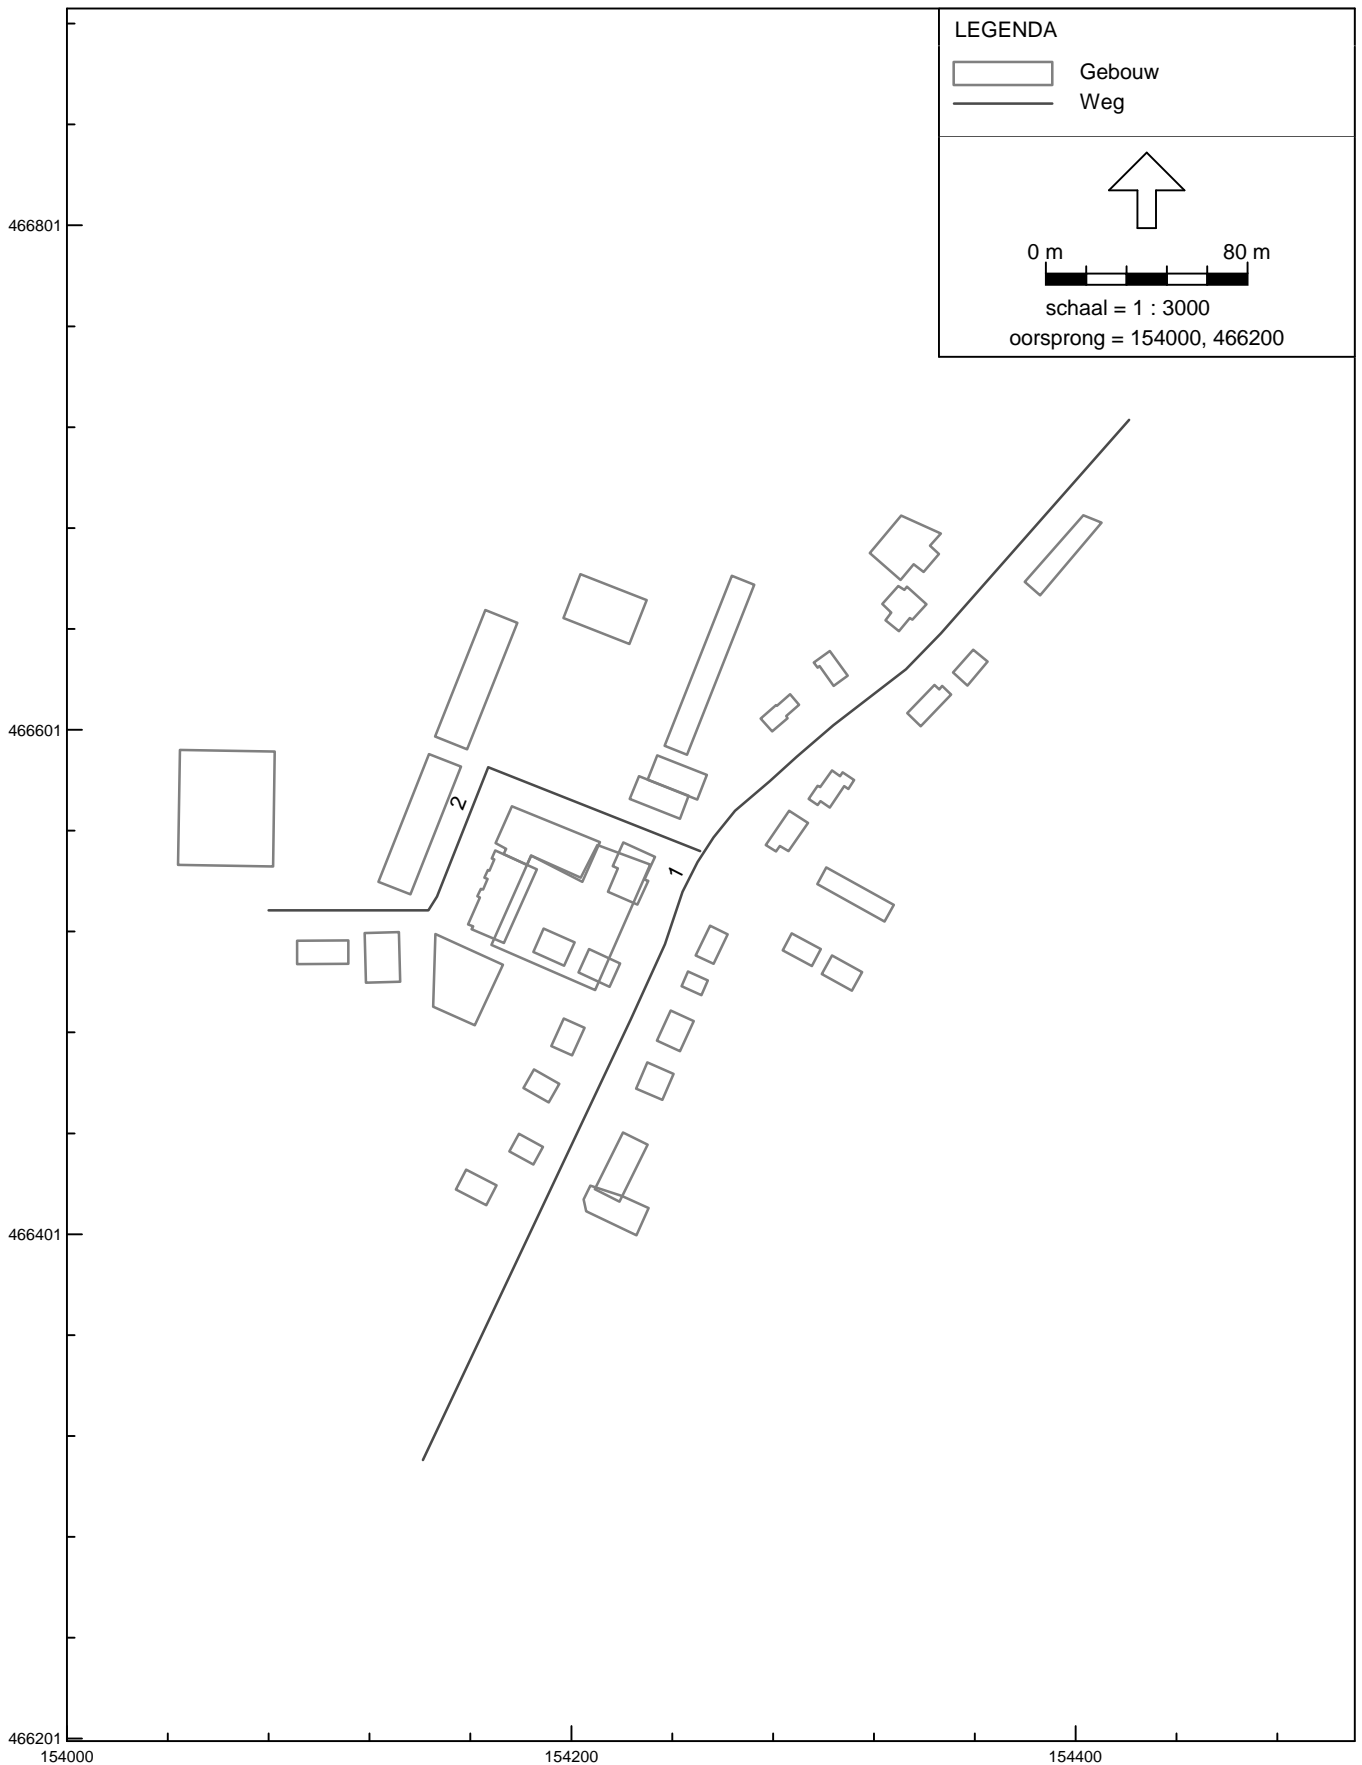 LEGENDA
Gebouw
Weg
0 m 80 m
schaal = 1 : 3000
oorsprong = 154000, 466200
466801
466601
2
1
466401
466201
154000 154200 154400